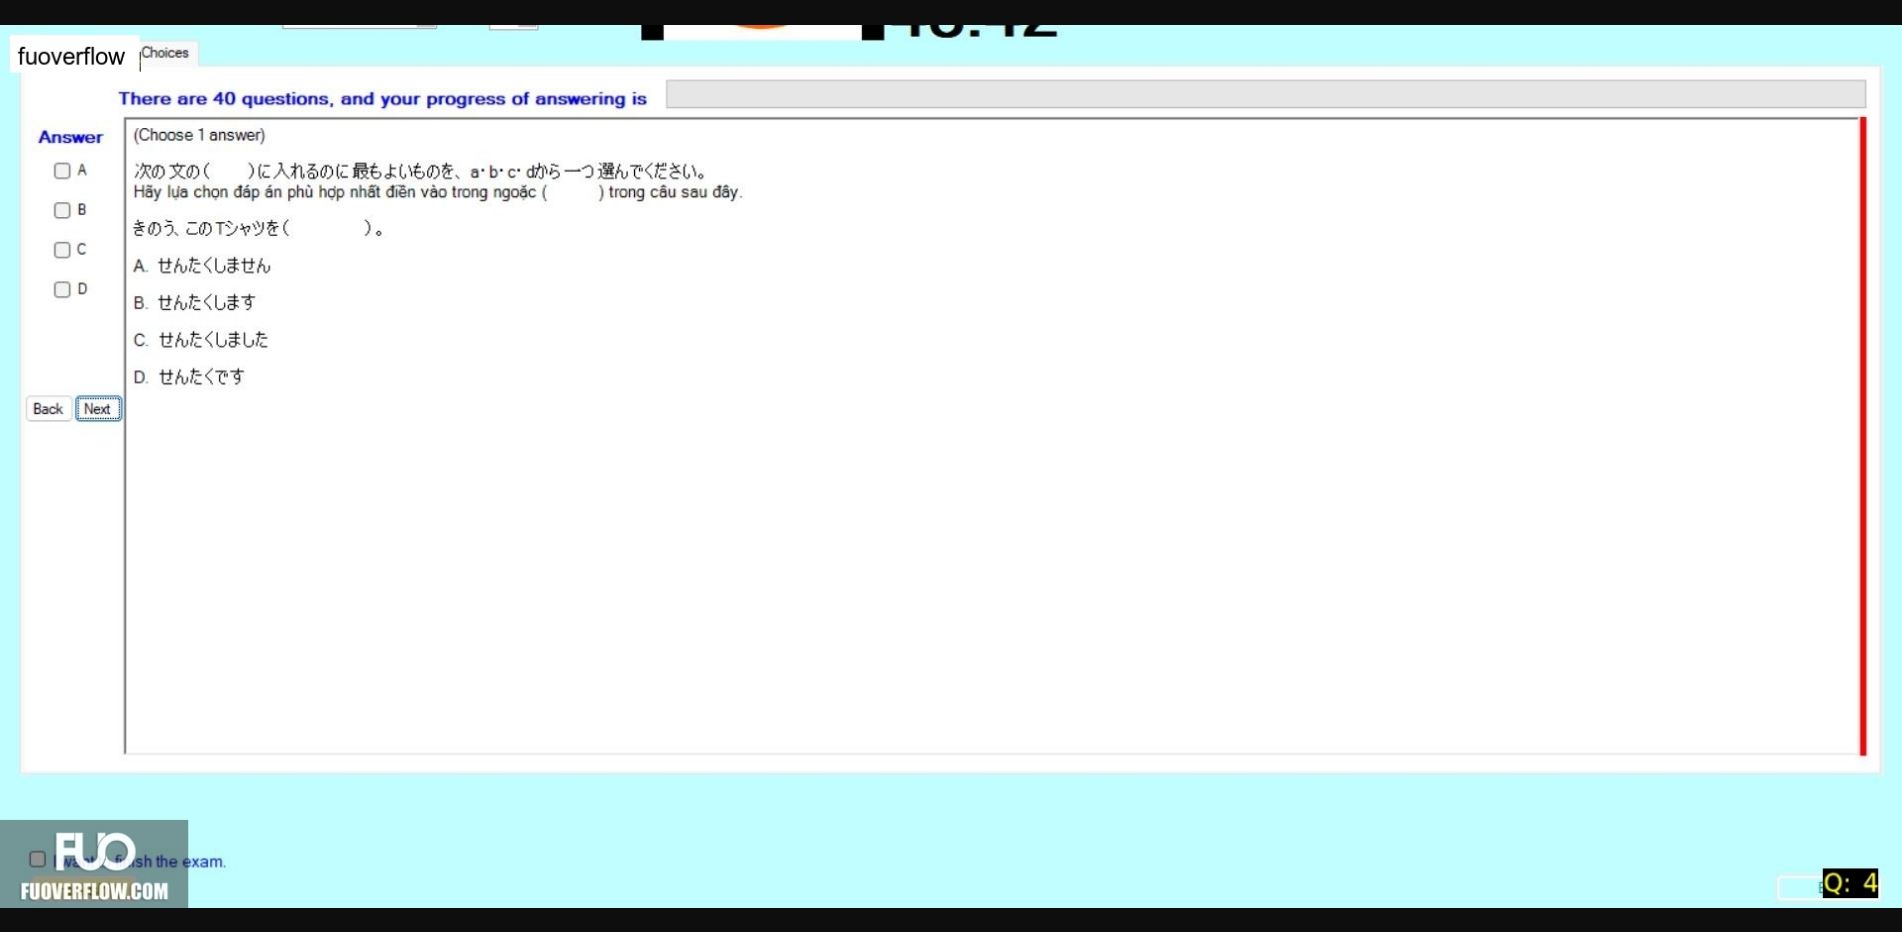 fuoverflow
Choices
There are 40 questions, and your progress of answering is
Answer
(Choose 1 answer)
A
次の文の(　　)に入れるのに最もよいものを、a・b・c・dから一つ選んでください。
Hãy lựa chọn đáp án phù hợp nhất điền vào trong ngoặc (　　) trong câu sau đây.
B
きのう、このTシャツを(　　　　)。
C
A. せんたくしません
D
B. せんたくします
C. せんたくしました
D. せんたくです
Back
Next
FUO
finish the exam.
FUOVERFLOW.COM
Q: 4